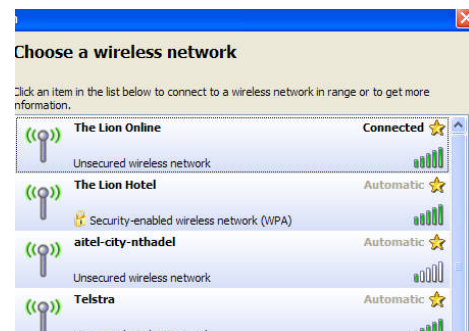 Choose a wireless network
Click an item in the list below to connect to a wireless network in range or to get more
information.
The Lion Online Connected
Unsecured wireless network
The Lion Hotel Automatic
Security-enabled wireless network (WPA)
aitel-city-nthadel Automatic
Unsecured wireless network
Telstra Automatic